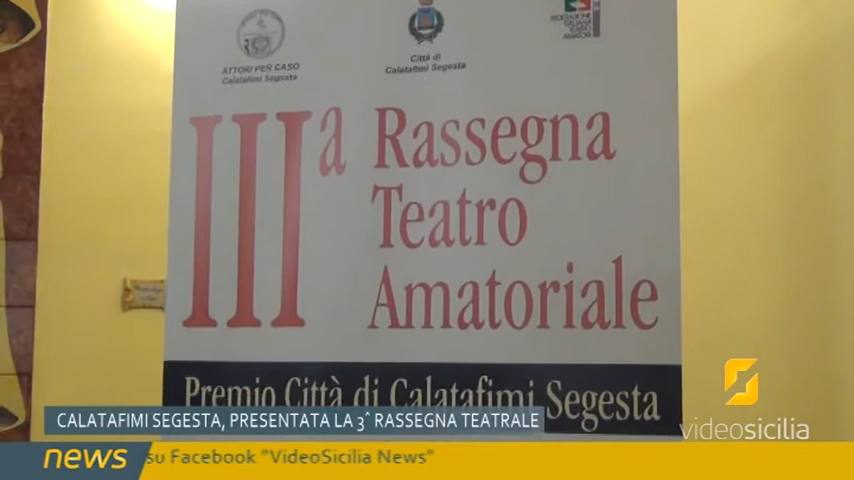 ATTORI PER CASO
Calatafimi Segesta
Città di
Calatafimi Segesta
IIIª Rassegna
Teatro
Amatoriale
Premio Città di Calatafimi Segesta
CALATAFIMI SEGESTA, PRESENTATA LA 3^ RASSEGNA TEATRALE
videosicilia
news su Facebook "VideoSicilia News"